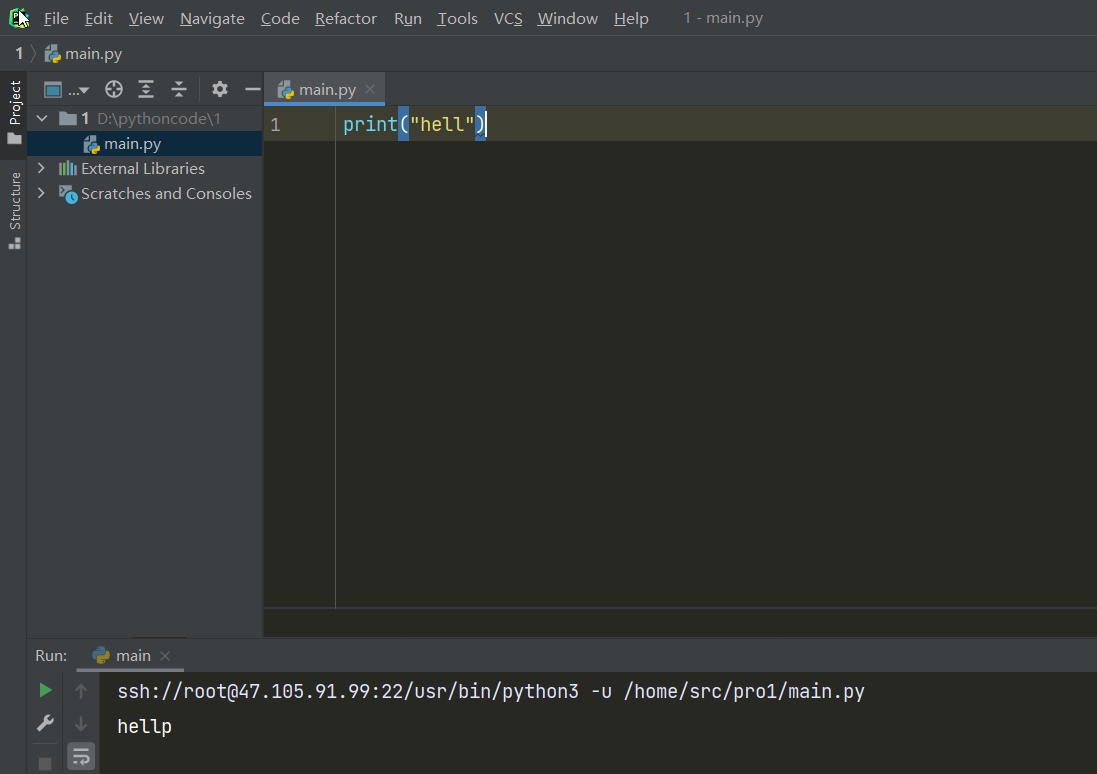 File Edit View Navigate Code Refactor Run Tools VCS Window Help 1 - main.py
1 main.py
Project
...
main.py
1 D:\pythoncode\1
main.py
External Libraries
Scratches and Consoles
Structure
1 print("hell")
Run: main
ssh://root@47.105.91.99:22/usr/bin/python3 -u /home/src/pro1/main.py
hellp